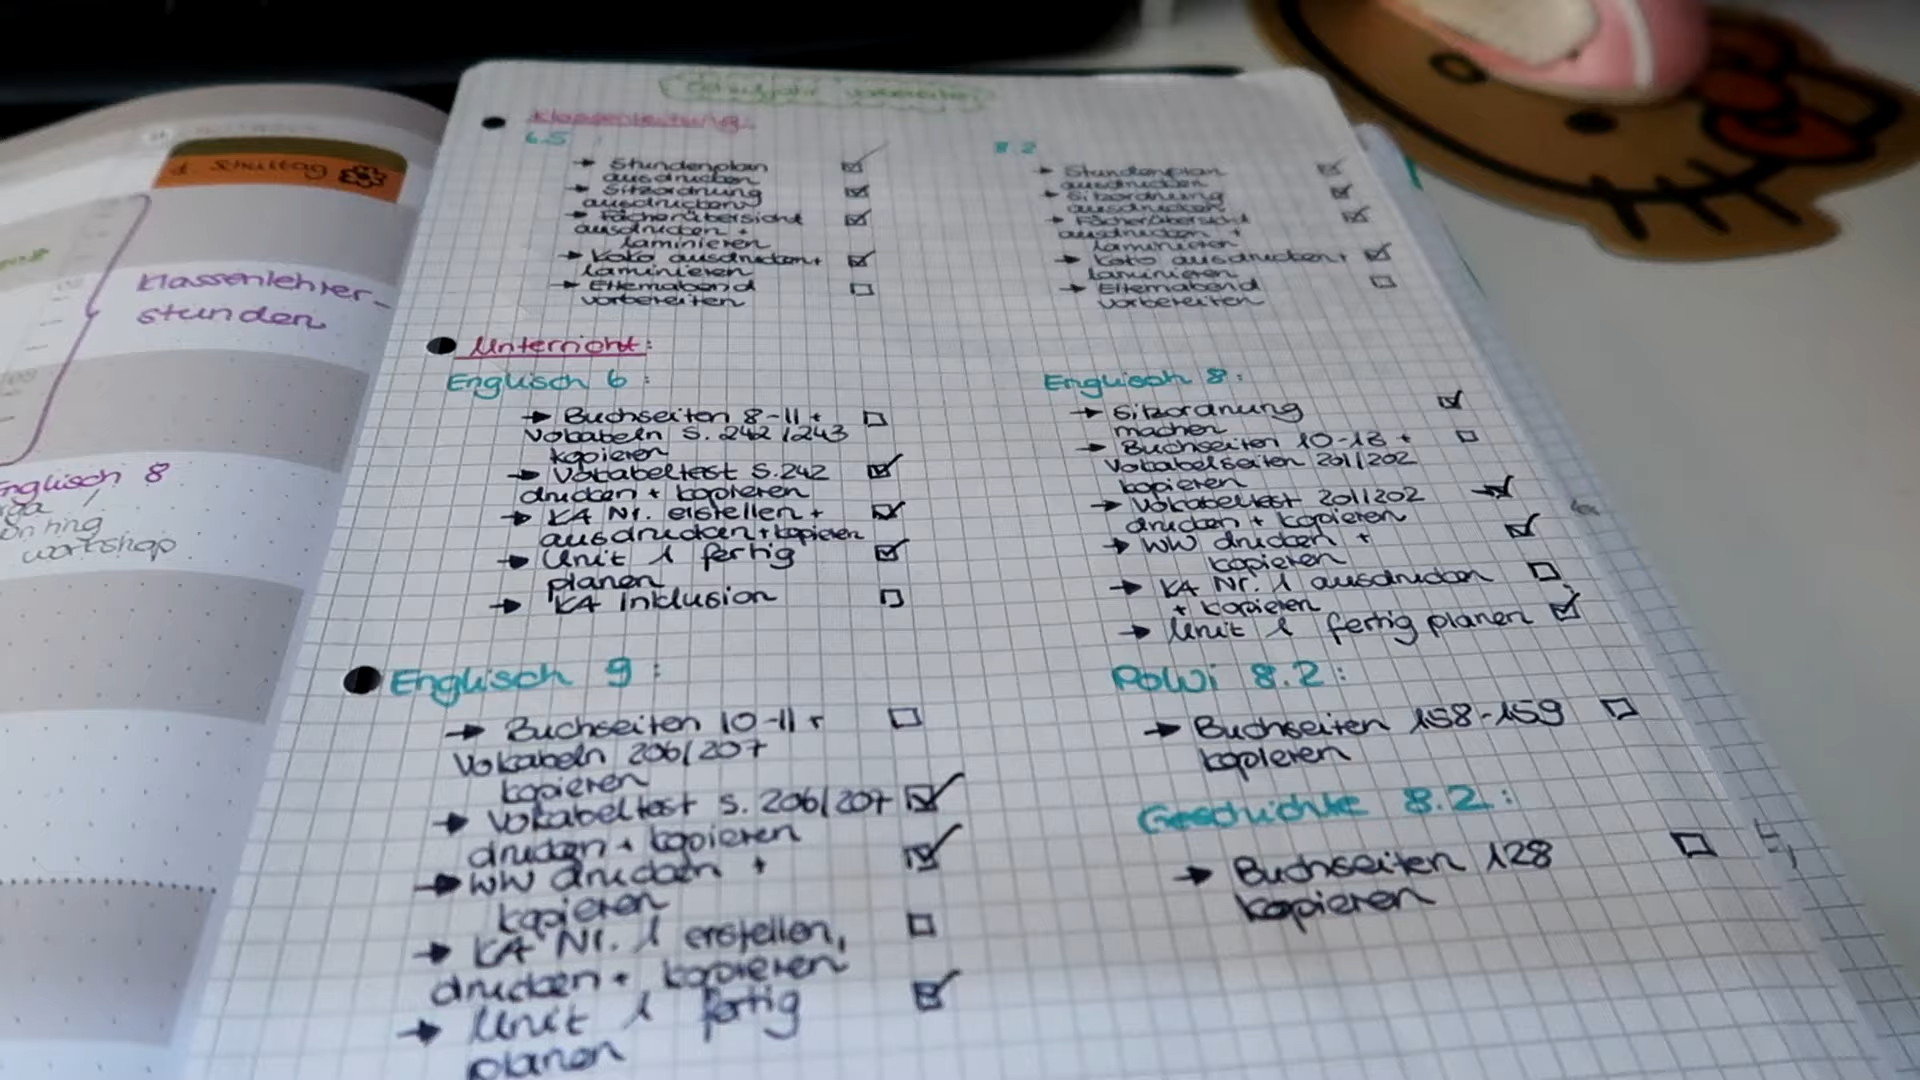 1. Schultag
Klassenlehrer-
stunden
Englisch 8
workshop
Schuljahr vorbereiten
Klassenleitung:
6.5
→ Stundenplan
ausdrucken
→ Sitzordnung
ausdrucken
→ Fächerübersicht
ausdrucken +
laminieren
→ Koko ausdrucken +
laminieren
→ Elternabend
vorbereiten
8.2
→ Stundenplan
ausdrucken
→ Sitzordnung
ausdrucken
→ Fächerübersicht
ausdrucken +
laminieren
→ Koko ausdrucken +
laminieren
→ Elternabend
vorbereiten
Unterricht:
Englisch 6:
→ Buchseiten 8-11 +
Vokabeln S. 242/243
kopieren
→ Vokabeltest S. 242
drucken + kopieren
→ KA Nr. erstellen +
ausdrucken + kopieren
→ Unit 1 fertig
planen
→ KA Inklusion
Englisch 8:
→ Sitzordnung
machen
→ Buchseiten 10-13 +
Vokabelseiten 201/202
kopieren
→ Vokabeltest 201/202
drucken + kopieren
→ WW drucken +
kopieren
→ KA Nr. 1 ausdrucken
+ kopieren
→ Unit 1 fertig planen
Englisch 9:
→ Buchseiten 10-11 +
Vokabeln 206/207
kopieren
→ Vokabeltest S. 206/207
drucken + kopieren
→ WW drucken +
kopieren
→ KA Nr. 1 erstellen,
drucken + kopieren
→ Unit 1 fertig
planen
PoWi 8.2:
→ Buchseiten 158-159
kopieren
Geschichte 8.2:
→ Buchseiten 128
kopieren